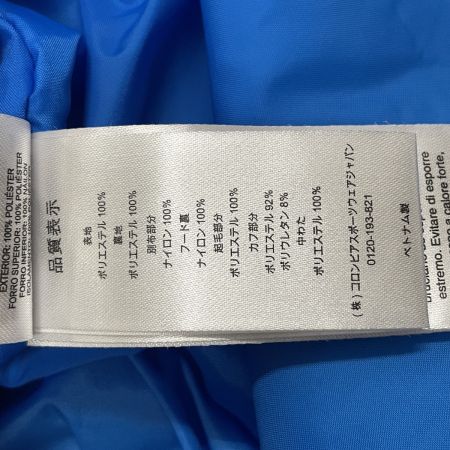 EXTERIOR: 100% POLIÉSTER
FORRO SUPERIOR: 100% POLIÉSTER
FORRO INFERIOR: 100% NAILON
品質表示
表地
ポリエステル 100%
裏地
ポリエステル 100%
別布部分
ナイロン 100%
フード裏
ナイロン 100%
起毛部分
ポリエステル 100%
カフ部分
ポリエステル 92%
ポリウレタン 8%
中わた
ポリエステル 100%
(株) コロンビアスポーツウェアジャパン
0120-193-821
ベトナム製
estremo. Evitare di esporre
a calore forte,